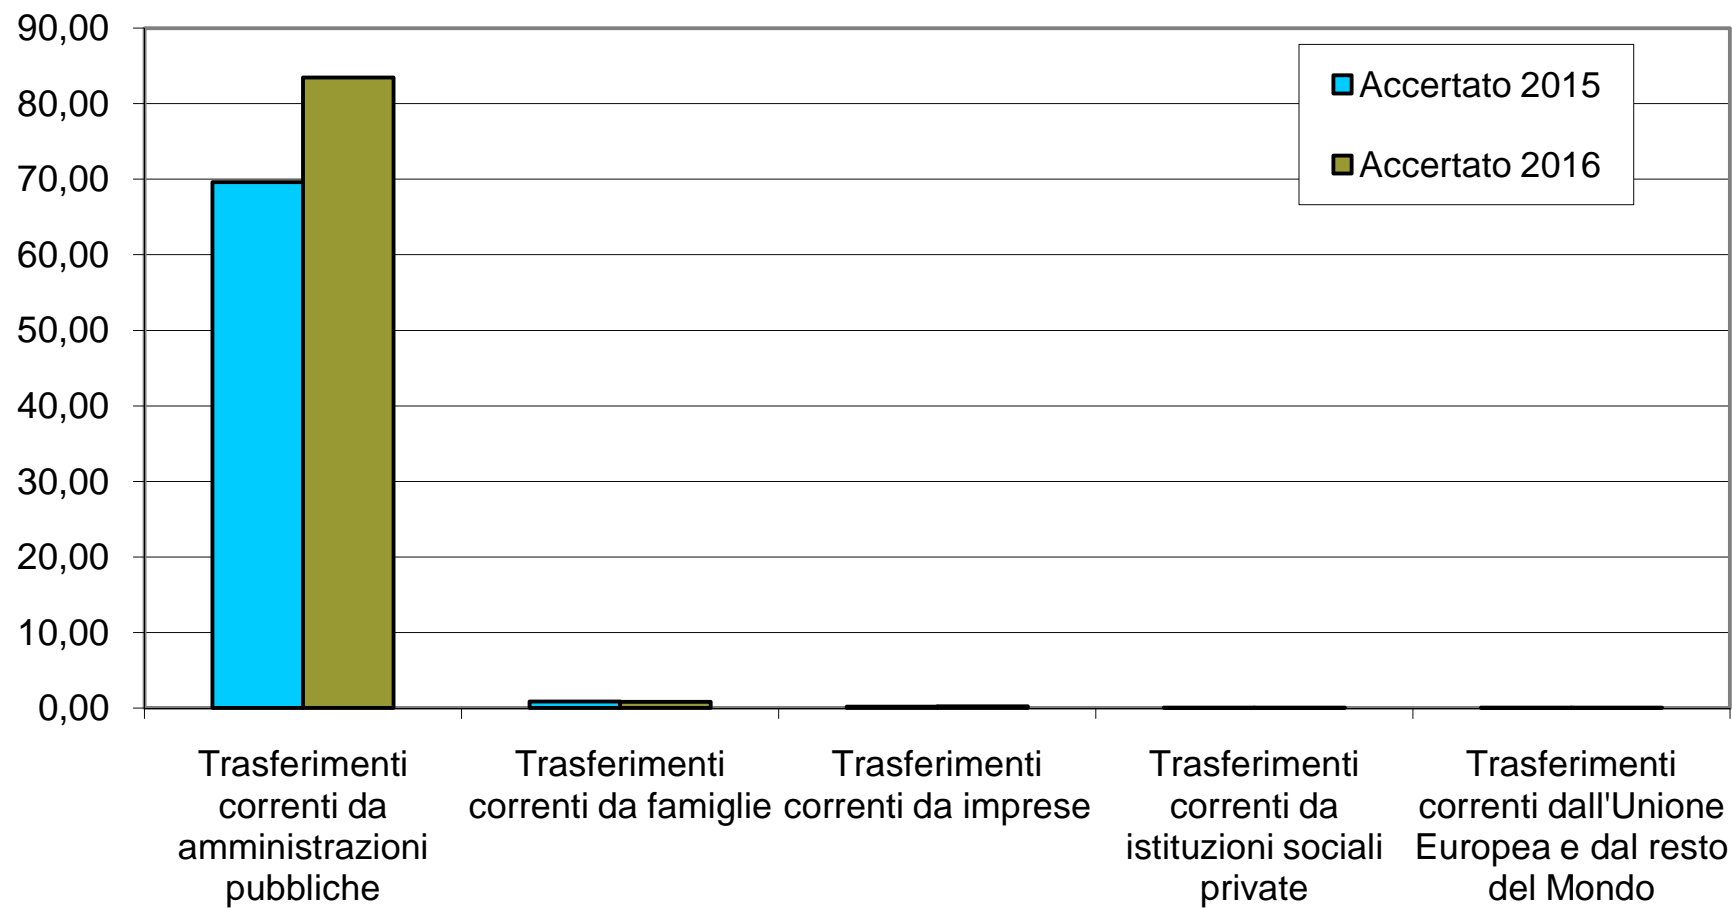 90,00
80,00
70,00
60,00
50,00
40,00
30,00
20,00
10,00
0,00
Accertato 2015
Accertato 2016
Trasferimenti
correnti da
amministrazioni
pubbliche
Trasferimenti
correnti da famiglie
Trasferimenti
correnti da imprese
Trasferimenti
correnti da
istituzioni sociali
private
Trasferimenti
correnti dall'Unione
Europea e dal resto
del Mondo